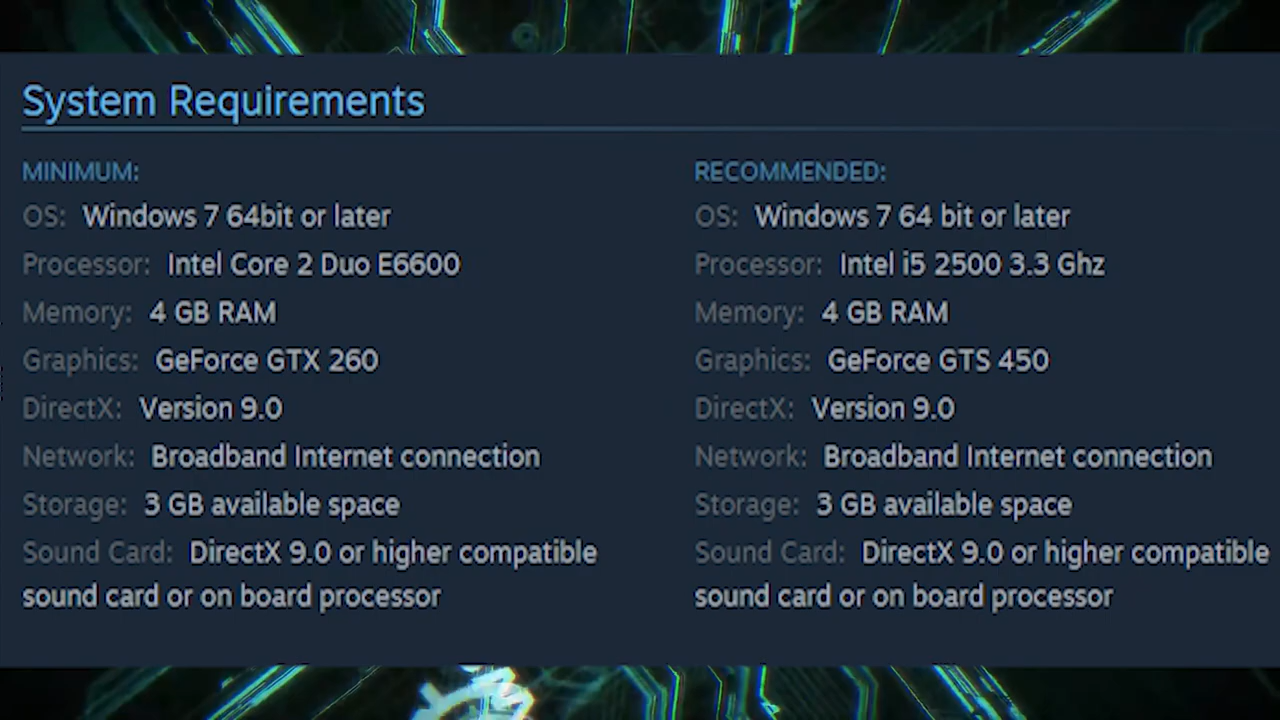 System Requirements
MINIMUM:
OS: Windows 7 64bit or later
Processor: Intel Core 2 Duo E6600
Memory: 4 GB RAM
Graphics: GeForce GTX 260
DirectX: Version 9.0
Network: Broadband Internet connection
Storage: 3 GB available space
Sound Card: DirectX 9.0 or higher compatible
sound card or on board processor
RECOMMENDED:
OS: Windows 7 64 bit or later
Processor: Intel i5 2500 3.3 Ghz
Memory: 4 GB RAM
Graphics: GeForce GTS 450
DirectX: Version 9.0
Network: Broadband Internet connection
Storage: 3 GB available space
Sound Card: DirectX 9.0 or higher compatible
sound card or on board processor